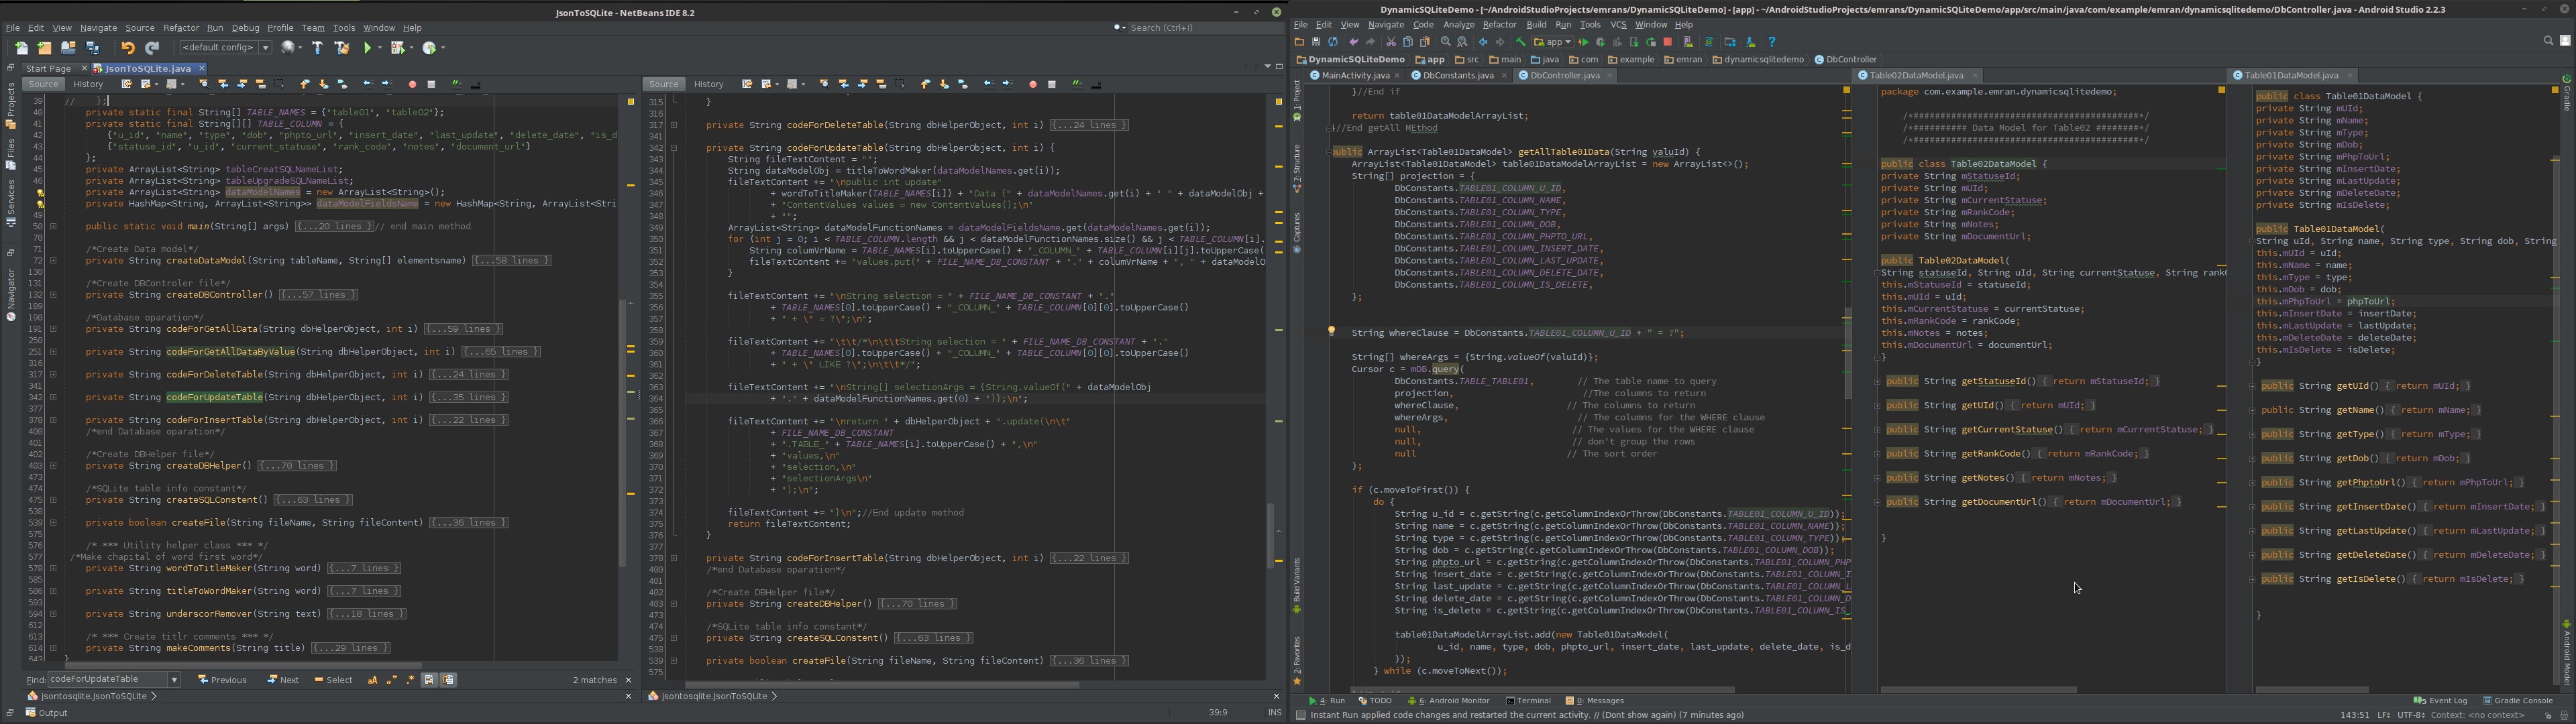 JsonToSQLite - NetBeans IDE 8.2
File Edit View Navigate Source Refactor Run Debug Profile Team Tools Window Help
Search (Ctrl+I)
<default config>
Start Page JsonToSQLite.java
Source History
39 // };
40 private static final String[] TABLE_NAMES = {"table01", "table02"};
41 private static final String[][] TABLE_COLUMN = {
42 {"u_id", "name", "type", "dob", "phpto_url", "insert_date", "last_update", "delete_date", "is_d
43 {"statuse_id", "u_id", "current_statuse", "rank_code", "notes", "document_url"}
44 };
45 private ArrayList<String> tableCreatSQLNameList;
46 private ArrayList<String> tableUpgradeSQLNameList;
private ArrayList<String> dataModelNames = new ArrayList<String>();
private HashMap<String, ArrayList<String>> dataModelFieldsName = new HashMap<String, ArrayList<Stri
49
50 public static void main(String[] args) {...20 lines }// end main method
70
71 /*Create Data model*/
72 private String createDataModel(String tableName, String[] elementsname) {...58 lines }
130
131 /*Create DBControler file*/
132 private String createDBController() {...57 lines }
189
190 /*Database oparation*/
191 private String codeForGetAllData(String dbHelperObject, int i) {...59 lines }
250
251 private String codeForGetAllDataByValue(String dbHelperObject, int i) {...65 lines }
316
317 private String codeForDeleteTable(String dbHelperObject, int i) {...24 lines }
341
342 private String codeForUpdateTable(String dbHelperObject, int i) {...35 lines }
377
378 private String codeForInsertTable(String dbHelperObject, int i) {...22 lines }
400 /*end Database oparation*/
401
402 /*Create DBHelper file*/
403 private String createDBHelper() {...70 lines }
473
474 /*SQLite table info constant*/
475 private String createSQLConstent() {...63 lines }
538
539 private boolean createFile(String fileName, String fileContent) {...36 lines }
575
576 /* *** Utility helper class *** */
577 /*Make chapital of word first word*/
578 private String wordToTitleMaker(String word) {...7 lines }
585
586 private String titleToWordMaker(String word) {...7 lines }
593
594 private String underscorRemover(String text) {...18 lines }
612
613 /* *** Create titlr comments *** */
614 private String makeComments(String title) {...29 lines }
643 }
Find: codeForUpdateTable Previous Next Select 2 matches
jsontosqlite.JsonToSQLite
Output
Source History
315 }
316
317 private String codeForDeleteTable(String dbHelperObject, int i) {...24 lines }
341
342 private String codeForUpdateTable(String dbHelperObject, int i) {
343 String fileTextContent = "";
344 String dataModelObj = titleToWordMaker(dataModelNames.get(i));
345 fileTextContent += "\npublic int update"
346 + wordToTitleMaker(TABLE_NAMES[i]) + "Data (" + dataModelNames.get(i) + " " + dataModelObj +
347 + "ContentValues values = new ContentValues();\n"
348 + "";
349 ArrayList<String> dataModelFunctionNames = dataModelFieldsName.get(dataModelNames.get(i));
350 for (int j = 0; i < TABLE_COLUMN.length && j < dataModelFunctionNames.size() && j < TABLE_COLUMN[i].
351 String columVrName = TABLE_NAMES[i].toUpperCase() + "_COLUMN_" + TABLE_COLUMN[i][j].toUpperCase();
352 fileTextContent += "values.put(" + FILE_NAME_DB_CONSTANT + "." + columVrName + ", " + dataModelO
353 }
354
355 fileTextContent += "\nString selection = " + FILE_NAME_DB_CONSTANT + "."
356 + TABLE_NAMES[0].toUpperCase() + "_COLUMN_" + TABLE_COLUMN[0][0].toUpperCase()
357 + " + \" = ?\";\n";
358
359 fileTextContent += "\t\t/*\n\t\tString selection = " + FILE_NAME_DB_CONSTANT + "."
360 + TABLE_NAMES[0].toUpperCase() + "_COLUMN_" + TABLE_COLUMN[0][0].toUpperCase()
361 + " + \" LIKE ?\";\n\t\t*/";
362
363 fileTextContent += "\nString[] selectionArgs = {String.valueOf(" + dataModelObj
364 + "." + dataModelFunctionNames.get(0) + ")};\n";
365
366 fileTextContent += "\nreturn " + dbHelperObject + ".update(\n\t"
367 + FILE_NAME_DB_CONSTANT
368 + ".TABLE_" + TABLE_NAMES[i].toUpperCase() + ",\n"
369 + "values,\n"
370 + "selection,\n"
371 + "selectionArgs\n"
372 + ");\n";
373
374 fileTextContent += "}\n";//End update method
375 return fileTextContent;
376 }
377
378 private String codeForInsertTable(String dbHelperObject, int i) {...22 lines }
400 /*end Database oparation*/
401
402 /*Create DBHelper file*/
403 private String createDBHelper() {...70 lines }
473
474 /*SQLite table info constant*/
475 private String createSQLConstent() {...63 lines }
538
539 private boolean createFile(String fileName, String fileContent) {...36 lines }
575
jsontosqlite.JsonToSQLite
39:9 INS
DynamicSQLiteDemo - [~/AndroidStudioProjects/emrans/DynamicSQLiteDemo] - [app] - ~/AndroidStudioProjects/emrans/DynamicSQLiteDemo/app/src/main/java/com/example/emran/dynamicsqlitedemo/DbController.java - Android Studio 2.2.3
File Edit View Navigate Code Analyze Refactor Build Run Tools VCS Window Help
app
DynamicSQLiteDemo app src main java com example emran dynamicsqlitedemo DbController
MainActivity.java DbConstants.java DbController.java
}//End if

return table01DataModelArrayList;
}//End getAll MEthod

public ArrayList<Table01DataModel> getAllTable01Data(String valuId) {
ArrayList<Table01DataModel> table01DataModelArrayList = new ArrayList<>();
String[] projection = {
DbConstants.TABLE01_COLUMN_U_ID,
DbConstants.TABLE01_COLUMN_NAME,
DbConstants.TABLE01_COLUMN_TYPE,
DbConstants.TABLE01_COLUMN_DOB,
DbConstants.TABLE01_COLUMN_PHPTO_URL,
DbConstants.TABLE01_COLUMN_INSERT_DATE,
DbConstants.TABLE01_COLUMN_LAST_UPDATE,
DbConstants.TABLE01_COLUMN_DELETE_DATE,
DbConstants.TABLE01_COLUMN_IS_DELETE,
};

String whereClause = DbConstants.TABLE01_COLUMN_U_ID + " = ?";

String[] whereArgs = {String.valueOf(valuId)};
Cursor c = mDB.query(
DbConstants.TABLE_TABLE01, // The table name to query
projection, //The columns to return
whereClause, // The columns to return
whereArgs, // The columns for the WHERE clause
null, // The values for the WHERE clause
null, // don't group the rows
null // The sort order
);

if (c.moveToFirst()) {
do {
String u_id = c.getString(c.getColumnIndexOrThrow(DbConstants.TABLE01_COLUMN_U_ID));
String name = c.getString(c.getColumnIndexOrThrow(DbConstants.TABLE01_COLUMN_NAME));
String type = c.getString(c.getColumnIndexOrThrow(DbConstants.TABLE01_COLUMN_TYPE));
String dob = c.getString(c.getColumnIndexOrThrow(DbConstants.TABLE01_COLUMN_DOB));
String phpto_url = c.getString(c.getColumnIndexOrThrow(DbConstants.TABLE01_COLUMN_PHP
String insert_date = c.getString(c.getColumnIndexOrThrow(DbConstants.TABLE01_COLUMN_I
String last_update = c.getString(c.getColumnIndexOrThrow(DbConstants.TABLE01_COLUMN_L
String delete_date = c.getString(c.getColumnIndexOrThrow(DbConstants.TABLE01_COLUMN_D
String is_delete = c.getString(c.getColumnIndexOrThrow(DbConstants.TABLE01_COLUMN_IS_

table01DataModelArrayList.add(new Table01DataModel(
u_id, name, type, dob, phpto_url, insert_date, last_update, delete_date, is_d
));
} while (c.moveToNext());
Table02DataModel.java
package com.example.emran.dynamicsqlitedemo;

/*########################################*/
/*########## Data Model for Table02 ########*/
/*########################################*/

public class Table02DataModel {
private String mStatuseId;
private String mUId;
private String mCurrentStatuse;
private String mRankCode;
private String mNotes;
private String mDocumentUrl;

public Table02DataModel(
String statuseId, String uId, String currentStatuse, String rank
this.mStatuseId = statuseId;
this.mUId = uId;
this.mCurrentStatuse = currentStatuse;
this.mRankCode = rankCode;
this.mNotes = notes;
this.mDocumentUrl = documentUrl;
}

public String getStatuseId() { return mStatuseId; }
public String getUId() { return mUId; }
public String getCurrentStatuse() { return mCurrentStatuse; }
public String getRankCode() { return mRankCode; }
public String getNotes() { return mNotes; }
public String getDocumentUrl() { return mDocumentUrl; }

}
Table01DataModel.java
public class Table01DataModel {
private String mUId;
private String mName;
private String mType;
private String mDob;
private String mPhpToUrl;
private String mInsertDate;
private String mLastUpdate;
private String mDeleteDate;
private String mIsDelete;

public Table01DataModel(
String uId, String name, String type, String dob, String
this.mUId = uId;
this.mName = name;
this.mType = type;
this.mDob = dob;
this.mPhpToUrl = phpToUrl;
this.mInsertDate = insertDate;
this.mLastUpdate = lastUpdate;
this.mDeleteDate = deleteDate;
this.mIsDelete = isDelete;
}

public String getUId() { return mUId; }
public String getName() { return mName; }
public String getType() { return mType; }
public String getDob() { return mDob; }
public String getPhptoUrl() { return mPhpToUrl; }
public String getInsertDate() { return mInsertDate; }
public String getLastUpdate() { return mLastUpdate; }
public String getDeleteDate() { return mDeleteDate; }
public String getIsDelete() { return mIsDelete; }

}
Projects
Files
Services
Navigator
1: Project
Z: Structure
Captures
Build Variants
2: Favorites
Gradle
Android Model
4: Run TODO 6: Android Monitor Terminal 0: Messages Event Log Gradle Console
Instant Run applied code changes and restarted the current activity. // (Dont show again) (7 minutes ago) 143:51 LF: UTF-8: Context: <no context>